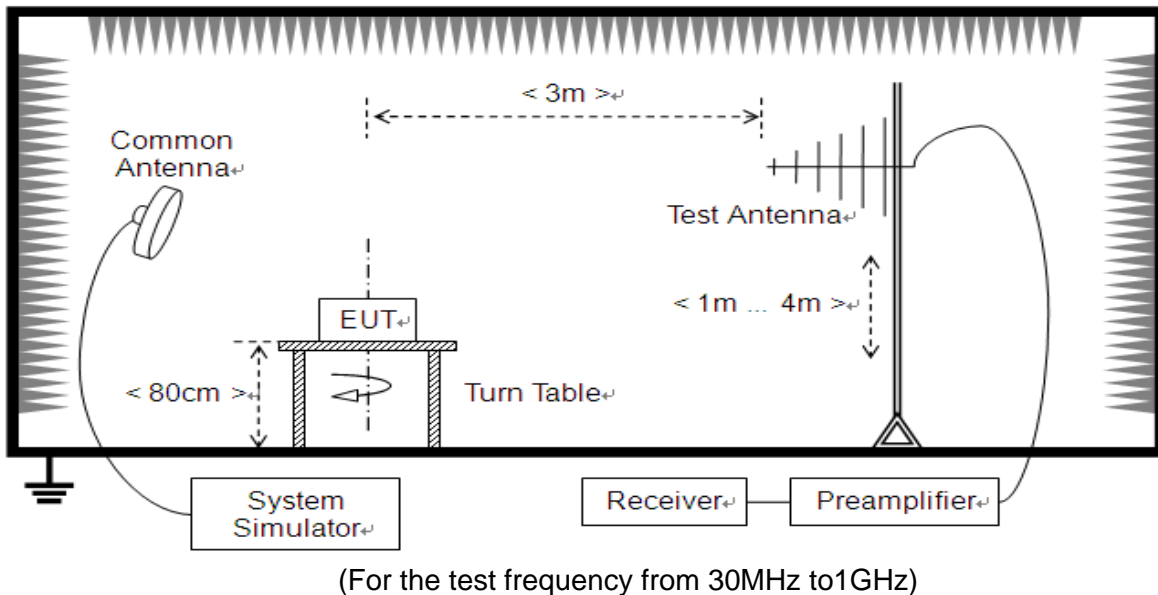 < 3m >↵
Common
Antenna↵
Test Antenna↵
< 1m ... 4m >↵
EUT↵
< 80cm >↵
Turn Table↵
System
Simulator↵
Receiver↵
Preamplifier↵
(For the test frequency from 30MHz to1GHz)